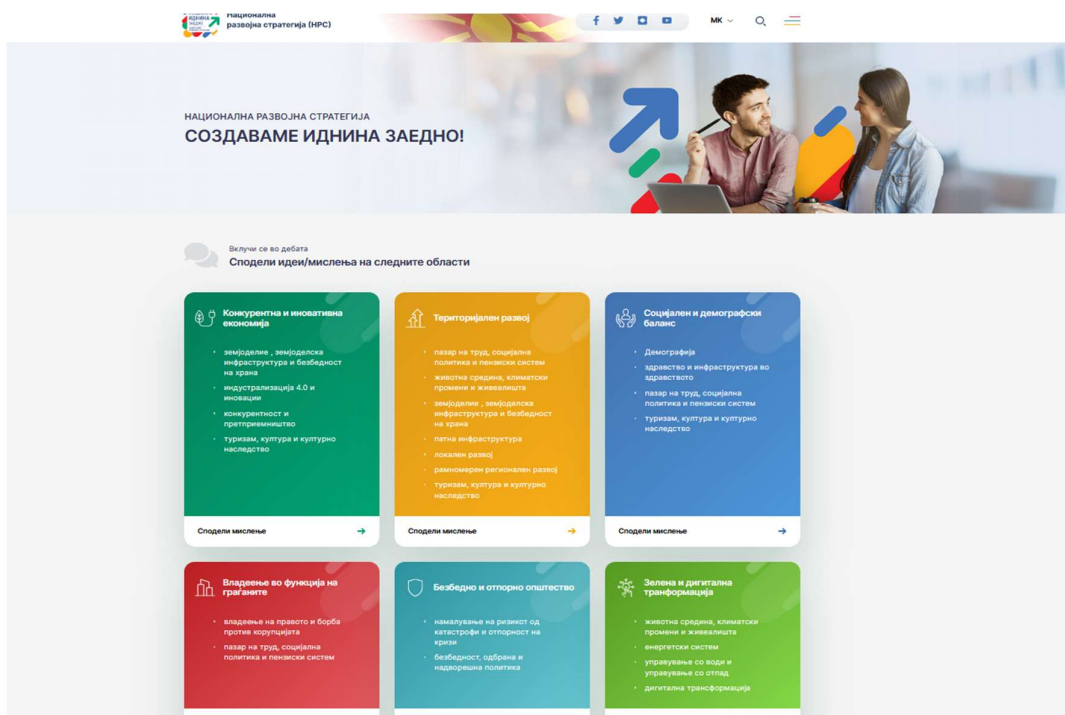 Национална
развојна стратегија (НРС)
МК
НАЦИОНАЛНА РАЗВОЈНА СТРАТЕГИЈА
СОЗДАВАМЕ ИДНИНА ЗАЕДНО!
Вклучи се во дебата
Сподели идеи/мислења на следните области
Конкурентна и иновативна
економија
земјоделие , земјоделска
инфраструктура и безбедност
на храна
индустрализација 4.0 и
иновации
конкурентност и
претприемништво
туризам, култура и културно
наследство
Сподели мислење
Територијален развој
пазар на труд, социјална
политика и пензиски систем
животна средина, климатски
промени и живеалишта
земјоделие , земјоделска
инфраструктура и безбедност
на храна
патна инфраструктура
локален развој
рамномерен регионален развој
туризам, култура и културно
наследство
Сподели мислење
Социјален и демографски
баланс
Демографија
здравство и инфраструктура во
здравството
пазар на труд, социјална
политика и пензиски систем
туризам, култура и културно
наследство
Сподели мислење
Владеење во функција на
граѓаните
владеење на правото и борба
против корупцијата
пазар на труд, социјална
политика и пензиски систем
Безбедно и отпорно општество
намалување на ризикот од
катастрофи и отпорност на
кризи
безбедност, одбрана и
надворешна политика
Зелена и дигитална
транформација
животна средина, климатски
промени и живеалишта
енергетски систем
управување со води и
управување со отпад
дигитална трансформација